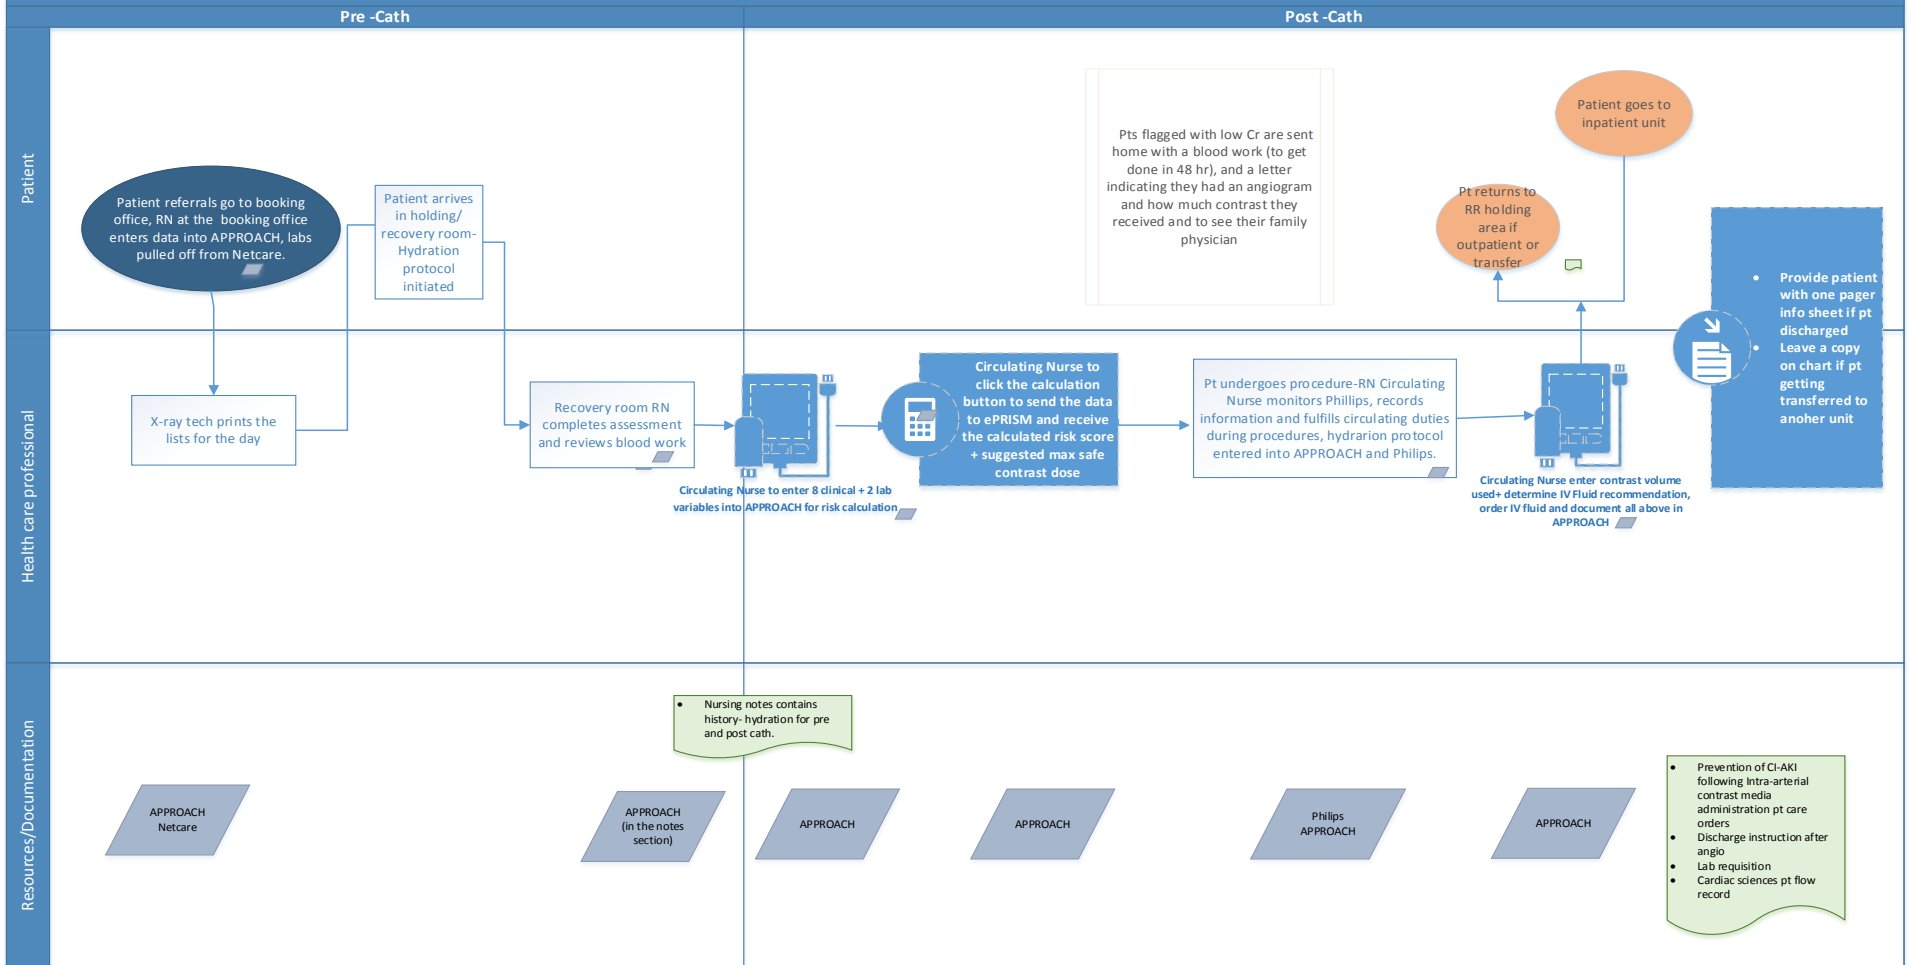 Pre -Cath
Post -Cath
Patient
Patient referrals go to booking
office, RN at the  booking office
enters data into APPROACH, labs
pulled off from Netcare.
Patient arrives
in holding/
recovery room-
Hydration
protocol
initiated
Pts flagged with low Cr are sent
home with a blood work (to get
done in 48 hr), and a letter
indicating they had an angiogram
and how much contrast they
received and to see their family
physician
Patient goes to
inpatient unit
Pt returns to
RR holding
area if
outpatient or
transfer
• Provide patient
with one pager
info sheet if pt
discharged
• Leave a copy
on chart if pt
getting
transferred to
anoher unit
Health care professional
X-ray tech prints the
lists for the day
Recovery room RN
completes assessment
and reviews blood work
Circulating Nurse to enter 8 clinical + 2 lab
variables into APPROACH for risk calculation
Circulating Nurse to
click the calculation
button to send the data
to ePRISM and receive
the calculated risk score
+ suggested max safe
contrast dose
Pt undergoes procedure-RN Circulating
Nurse monitors Phillips, records
information and fulfills circulating duties
during procedures, hydrarion protocol
entered into APPROACH and Philips.
Circulating Nurse enter contrast volume
used+ determine IV Fluid recommendation,
order IV fluid and document all above in
APPROACH
Resources/Documentation
• Nursing notes contains
history- hydration for pre
and post cath.
APPROACH
Netcare
APPROACH
(in the notes
section)
APPROACH
APPROACH
Philips
APPROACH
APPROACH
• Prevention of CI-AKI
following Intra-arterial
contrast media
administration pt care
orders
• Discharge instruction after
angio
• Lab requisition
• Cardiac sciences pt flow
record